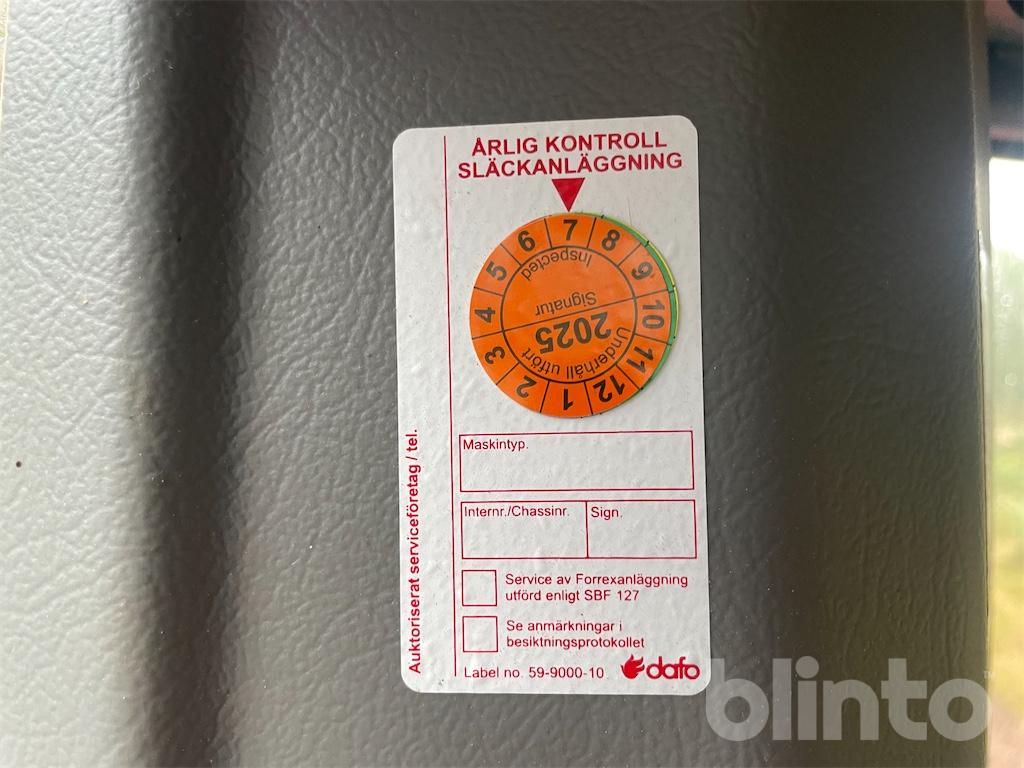 ÅRLIG KONTROLL
SLÄCKANLÄGGNING
1 2 3 4 5 6 7 8 9 10 11 12
Inspected
Signatur
2025
Underhåll utfört
Maskintyp.
Internr./Chassinr.
Sign.
Service av Forrexanläggning
utförd enligt SBF 127
Se anmärkningar i
besiktningsprotokollet
Label no. 59-9000-10
dafo
Auktoriserat serviceföretag / tel.
blinto